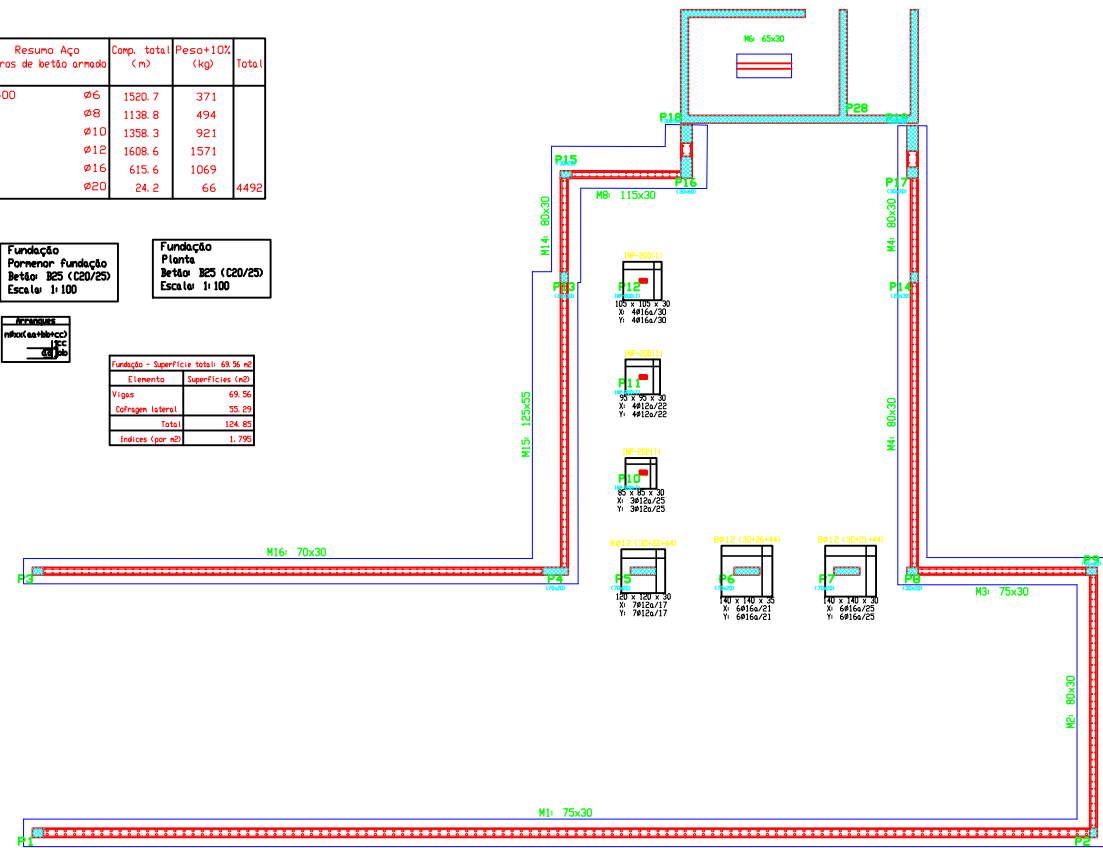 Resumo Aço
ros de betão armado
Comp. total
(m)
Peso+10%
(kg)
Total
00
Ø6 1520.7 371
Ø8 1138.8 494
Ø10 1358.3 921
Ø12 1608.6 1571
Ø16 615.6 1069
Ø20 24.2 66 4492
Fundação
Pormenor fundação
Betão: B25 (C20/25)
Escala: 1:100
Fundação
Planta
Betão: B25 (C20/25)
Escala: 1:100
Arranques
Fundação - Superfície total: 69.56 m2
Elemento Superfícies (m2)
Vigas 69.56
Cofragem lateral 55.29
Total 124.85
Índices (por m2) 1.795
M6: 65x30
P18
P28
P15
M8: 115x30
P16
P17
M14: 80x30
M4: 80x30
P13
P14
P12
105 x 105 x 30
X: 4Ø16a/30
Y: 4Ø16a/30
P11
95 x 95 x 30
X: 4Ø12a/22
Y: 4Ø12a/22
M15: 125x55
M4: 80x30
P10
85 x 85 x 30
X: 3Ø12a/25
Y: 3Ø12a/25
M16: 70x30
P3
P4
P5
120 x 120 x 30
X: 7Ø12a/17
Y: 7Ø12a/17
P6
140 x 140 x 35
X: 6Ø16a/21
Y: 6Ø16a/21
P7
140 x 140 x 30
X: 6Ø16a/25
Y: 6Ø16a/25
P8
P9
M3: 75x30
M2: 80x30
M1: 75x30
P1
P2